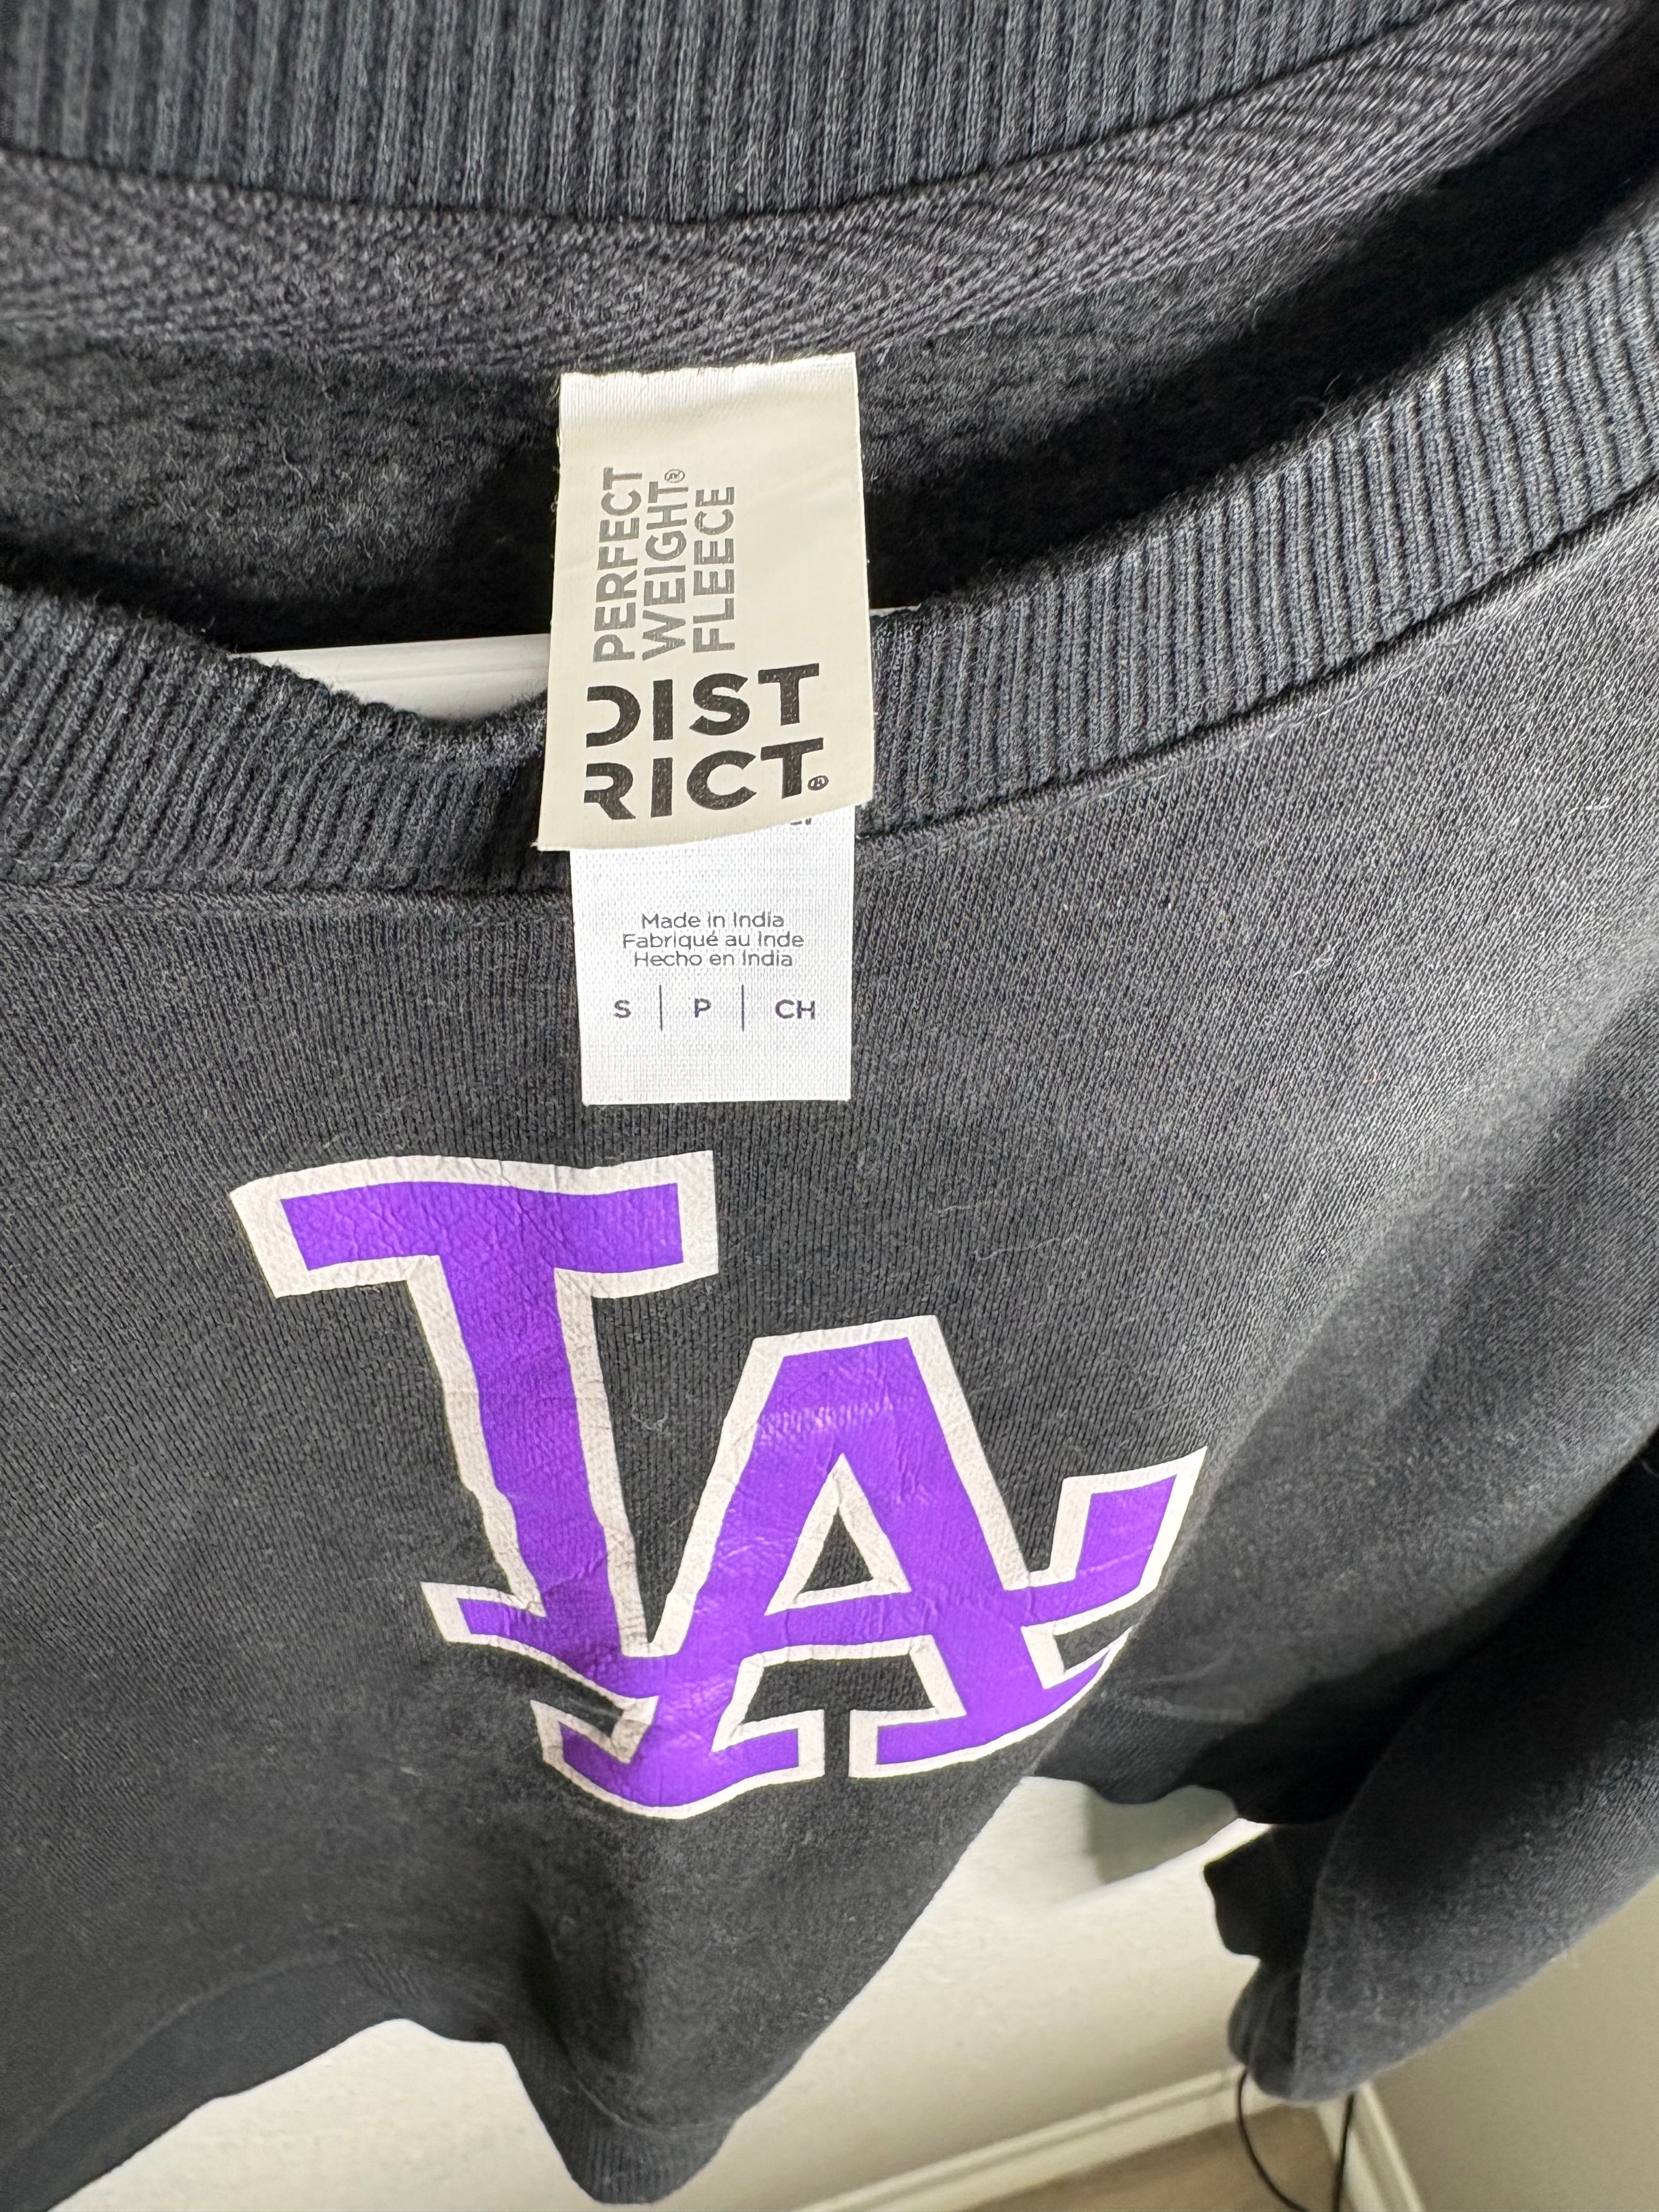 PERFECT
WEIGHT®
FLEECE
DIST
RICT®
Made in India
Fabriqué au Inde
Hecho en India
S | P | CH
LA